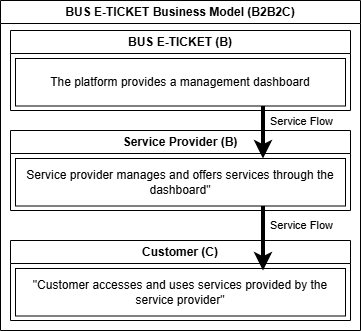 BUS E-TICKET Business Model (B2B2C)
BUS E-TICKET (B)
The platform provides a management dashboard
Service Flow
Service Provider (B)
Service provider manages and offers services through the
dashboard"
Service Flow
Customer (C)
"Customer accesses and uses services provided by the
service provider"